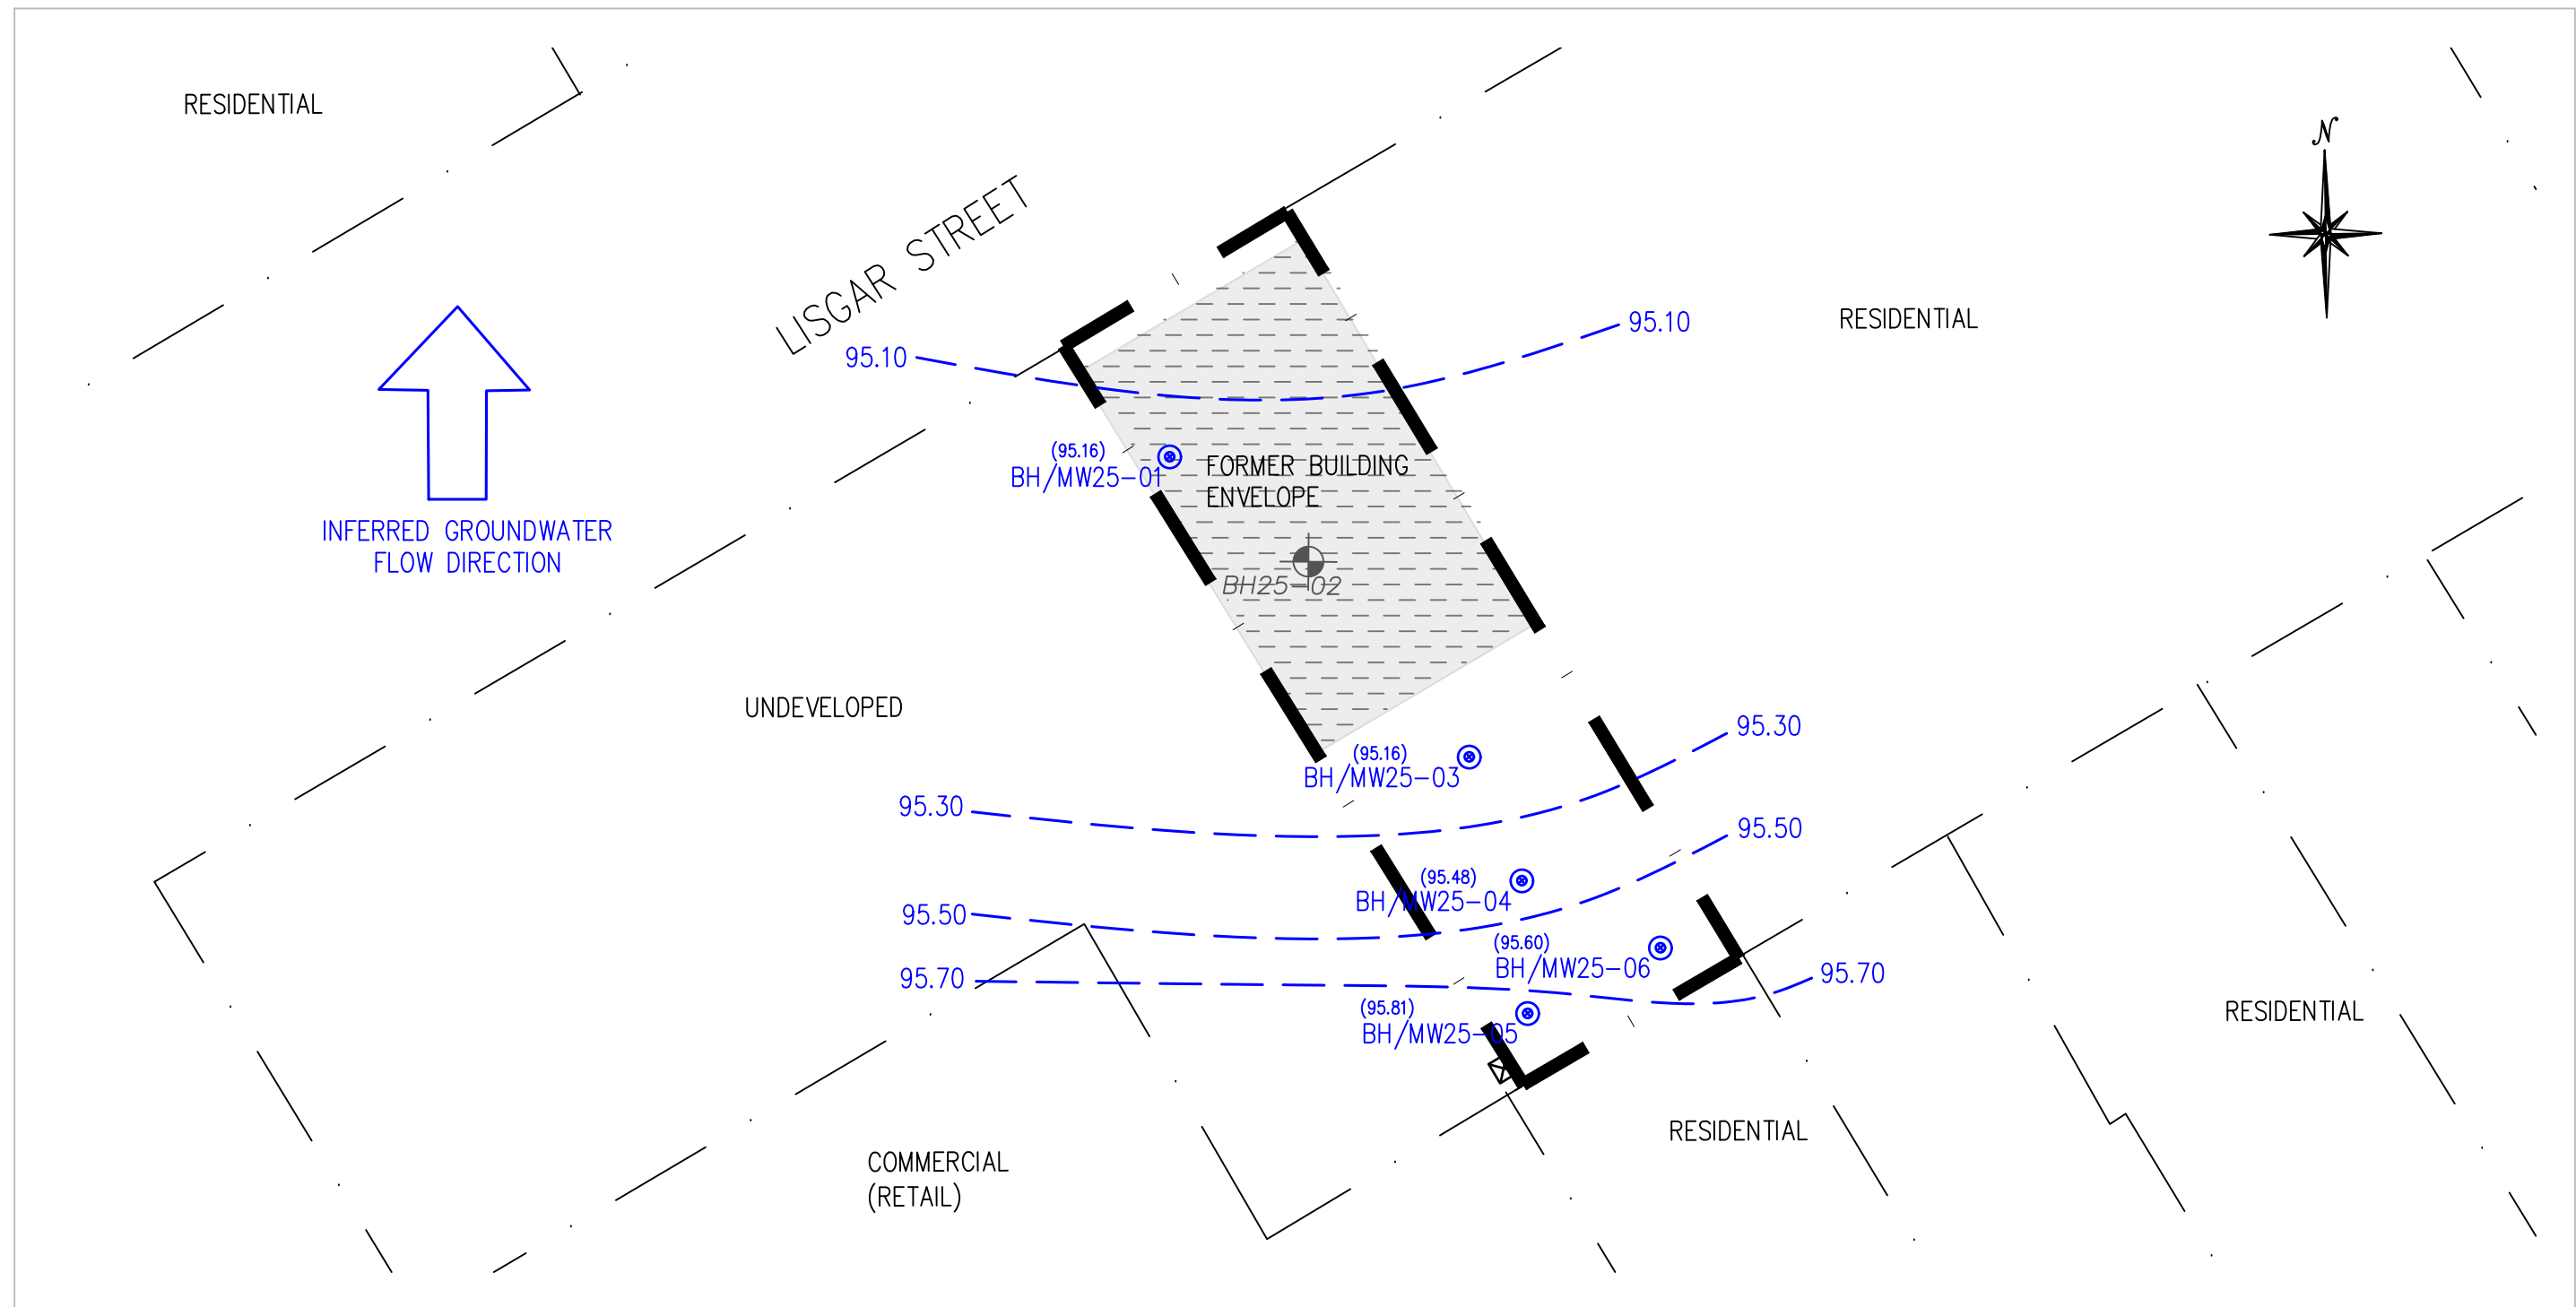 RESIDENTIAL
N
LISGAR STREET
RESIDENTIAL
95.10
95.10
(95.16)
BH/MW25-01
FORMER BUILDING
ENVELOPE
INFERRED GROUNDWATER
FLOW DIRECTION
BH25-02
UNDEVELOPED
95.30
(95.16)
BH/MW25-03
95.30
95.50
(95.48)
BH/MW25-04
95.50
(95.60)
BH/MW25-06
95.70
95.70
(95.81)
BH/MW25-05
RESIDENTIAL
RESIDENTIAL
COMMERCIAL
(RETAIL)